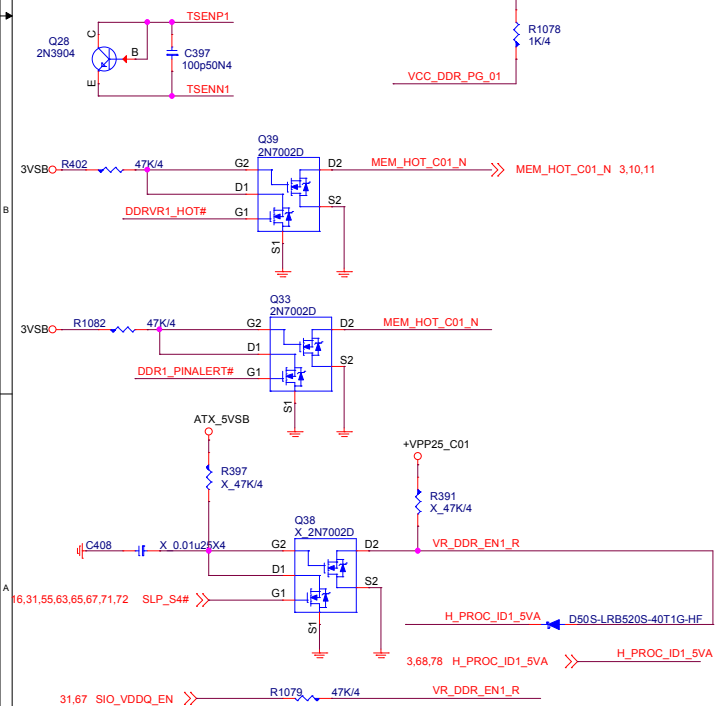 TSENP1
C
Q28
2N3904
B
C397
100p50N4
E
TSENN1
R1078
1K/4
VCC_DDR_PG_01
Q39
2N7002D
3VSB
R402
47K/4
G2
D2
MEM_HOT_C01_N
MEM_HOT_C01_N 3,10,11
D1
S2
DDRVR1_HOT#
G1
S1
B
Q33
2N7002D
3VSB
R1082
47K/4
G2
D2
MEM_HOT_C01_N
D1
S2
DDR1_PINALERT#
G1
S1
ATX_5VSB
R397
X_47K/4
+VPP25_C01
R391
X_47K/4
Q38
X_2N7002D
C408
X_0.01u25X4
G2
D2
VR_DDR_EN1_R
D1
S2
A
16,31,55,63,65,67,71,72 SLP_S4#
G1
S1
H_PROC_ID1_5VA
D50S-LRB520S-40T1G-HF
3,68,78 H_PROC_ID1_5VA
H_PROC_ID1_5VA
31,67 SIO_VDDQ_EN
R1079
47K/4
VR_DDR_EN1_R